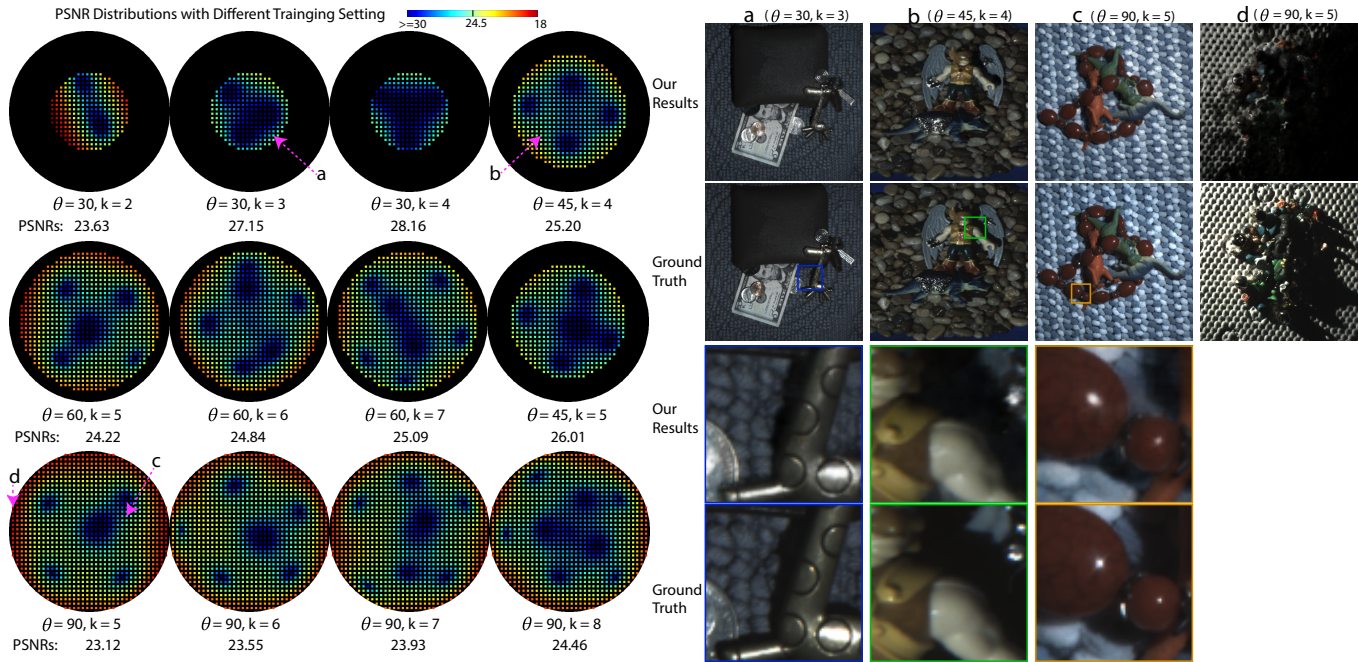 PSNR Distributions with Different Trainging Setting
>=30 24.5 18
a
b
θ = 30, k = 2 θ = 30, k = 3 θ = 30, k = 4 θ = 45, k = 4
PSNRs: 23.63 27.15 28.16 25.20
θ = 60, k = 5 θ = 60, k = 6 θ = 60, k = 7 θ = 45, k = 5
PSNRs: 24.22 24.84 25.09 26.01
d
c
θ = 90, k = 5 θ = 90, k = 6 θ = 90, k = 7 θ = 90, k = 8
PSNRs: 23.12 23.55 23.93 24.46
a ( θ = 30, k = 3 ) b ( θ = 45, k = 4 ) c ( θ = 90, k = 5 ) d ( θ = 90, k = 5 )
Our
Results
Ground
Truth
Our
Results
Ground
Truth